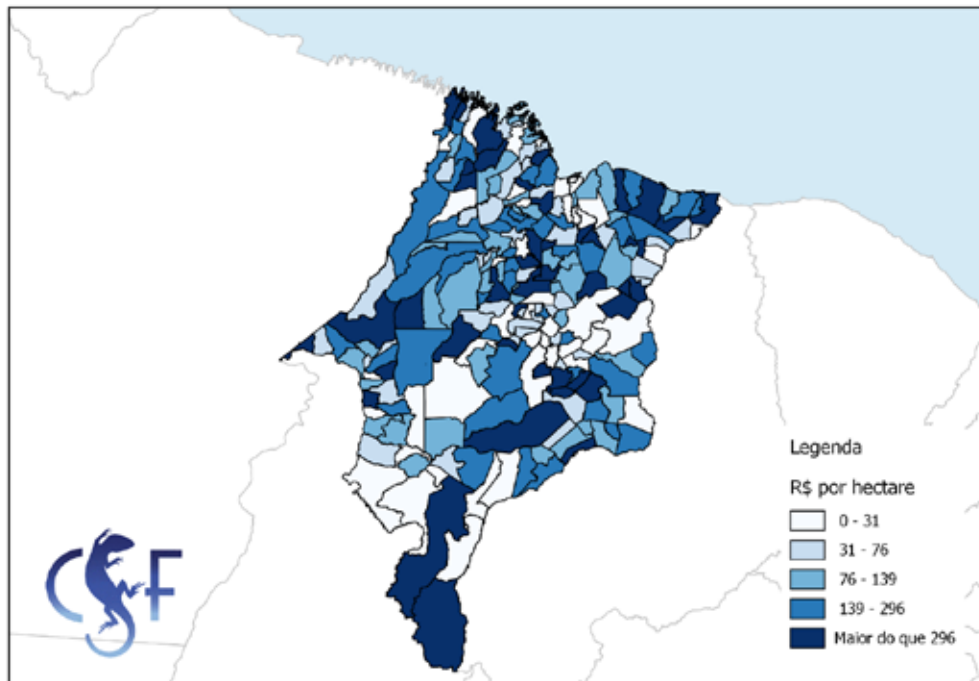 Legenda
R$ por hectare
0 - 31
31 - 76
76 - 139
139 - 296
Maior do que 296
CSF